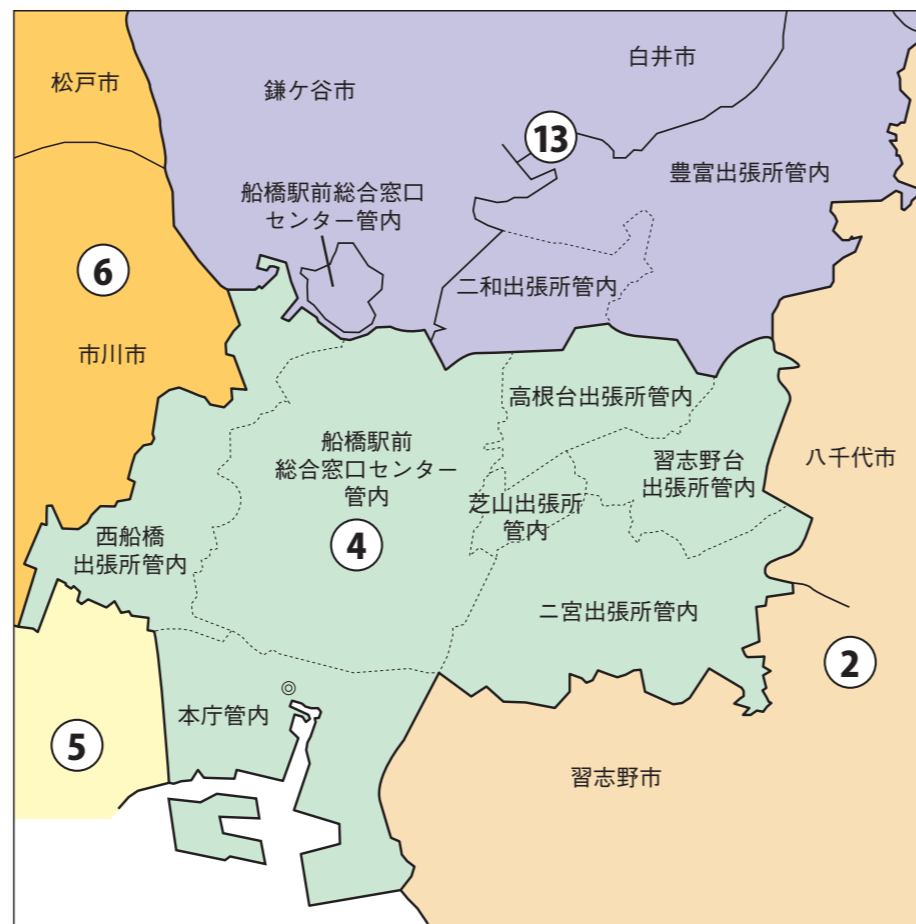 松戸市
鎌ケ谷市
白井市
13
豊富出張所管内
船橋駅前総合窓口
センター管内
6
二和出張所管内
市川市
高根台出張所管内
船橋駅前
総合窓口センター
管内
習志野台
出張所管内
八千代市
芝山出張所
管内
4
西船橋
出張所管内
二宮出張所管内
2
本庁管内
5
習志野市